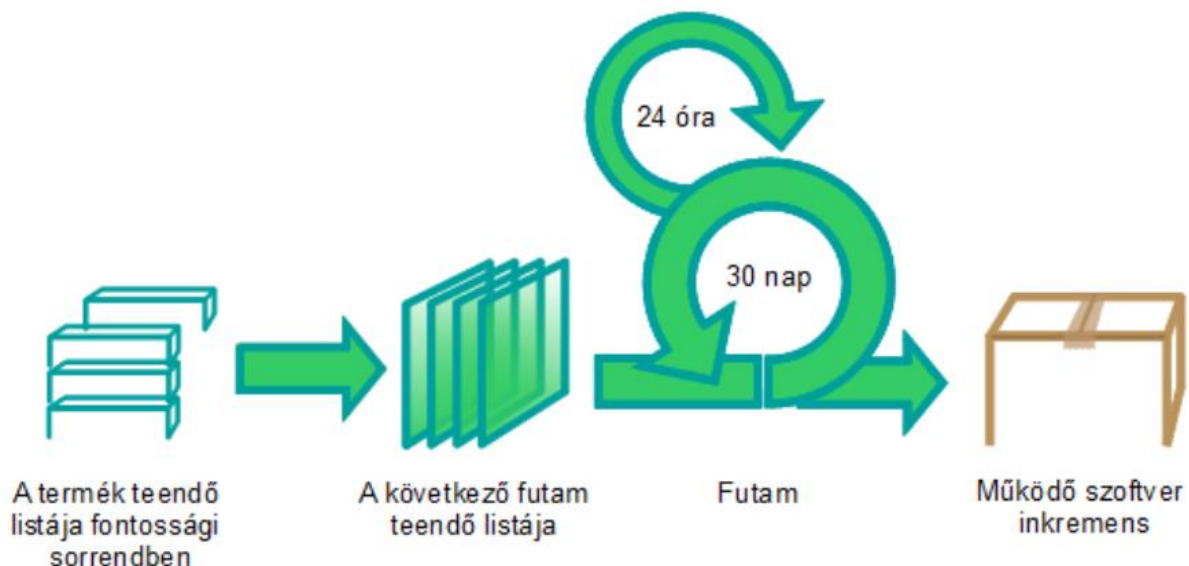 24 óra
30 nap
A termék teendő
listája fontossági
sorrendben
A következő futam
teendő listája
Futam
Működő szoftver
inkremens